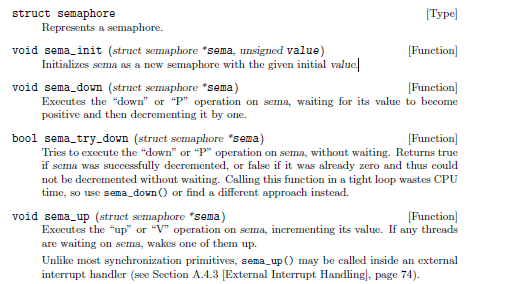 struct semaphore [Type]
Represents a semaphore.
void sema_init (struct semaphore *sema, unsigned value) [Function]
Initializes sema as a new semaphore with the given initial value.
void sema_down (struct semaphore *sema) [Function]
Executes the “down” or “P” operation on sema, waiting for its value to become
positive and then decrementing it by one.
bool sema_try_down (struct semaphore *sema) [Function]
Tries to execute the “down” or “P” operation on sema, without waiting. Returns true
if sema was successfully decremented, or false if it was already zero and thus could
not be decremented without waiting. Calling this function in a tight loop wastes CPU
time, so use sema_down() or find a different approach instead.
void sema_up (struct semaphore *sema) [Function]
Executes the “up” or “V” operation on sema, incrementing its value. If any threads
are waiting on sema, wakes one of them up.
Unlike most synchronization primitives, sema_up() may be called inside an external
interrupt handler (see Section A.4.3 [External Interrupt Handling], page 74).